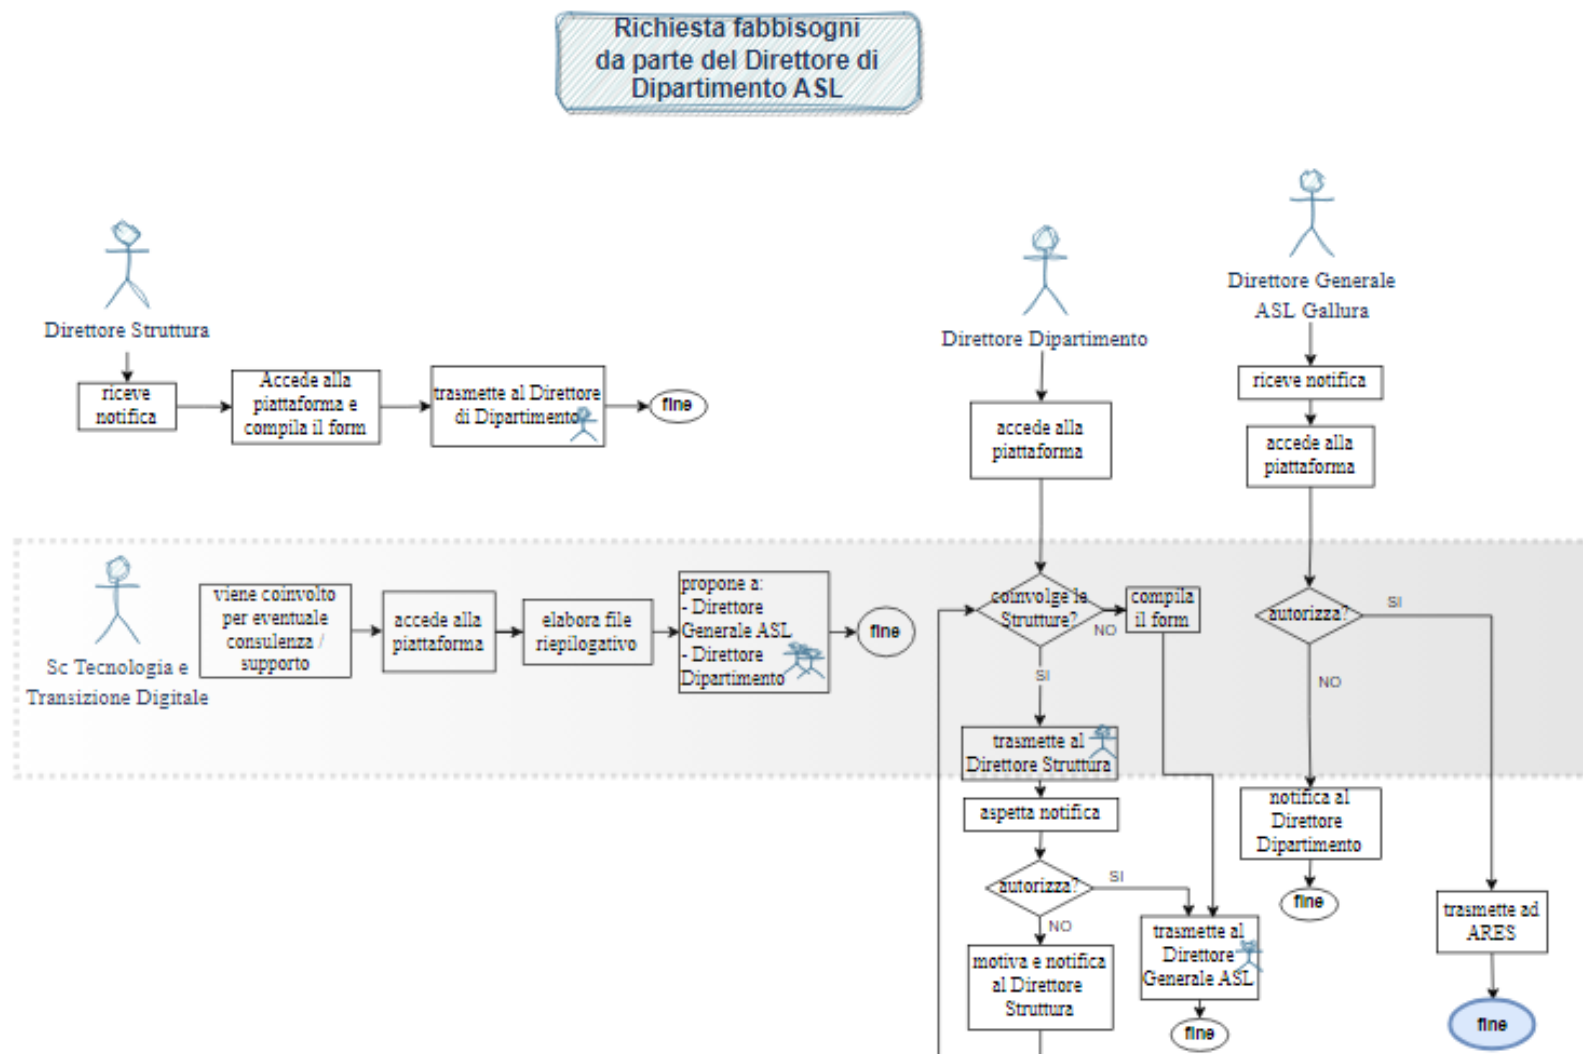 Richiesta fabbisogni
da parte del Direttore di
Dipartimento ASL
Direttore Struttura
riceve
notifica
Accede alla
piattaforma e
compila il form
trasmette al Direttore
di Dipartimento
fine
Direttore Dipartimento
accede alla
piattaforma
Direttore Generale
ASL Gallura
riceve notifica
accede alla
piattaforma
Sc Tecnologia e
Transizione Digitale
viene coinvolto
per eventuale
consulenza /
supporto
accede alla
piattaforma
elabora file
riepilogativo
propone a:
- Direttore
Generale ASL
- Direttore
Dipartimento
fine
coinvolge le
Strutture?
NO
compila
il form
SI
trasmette al
Direttore Struttura
aspetta notifica
autorizza?
SI
NO
motiva e notifica
al Direttore
Struttura
trasmette al
Direttore
Generale ASL
fine
autorizza?
SI
NO
notifica al
Direttore
Dipartimento
fine
trasmette ad
ARES
fine